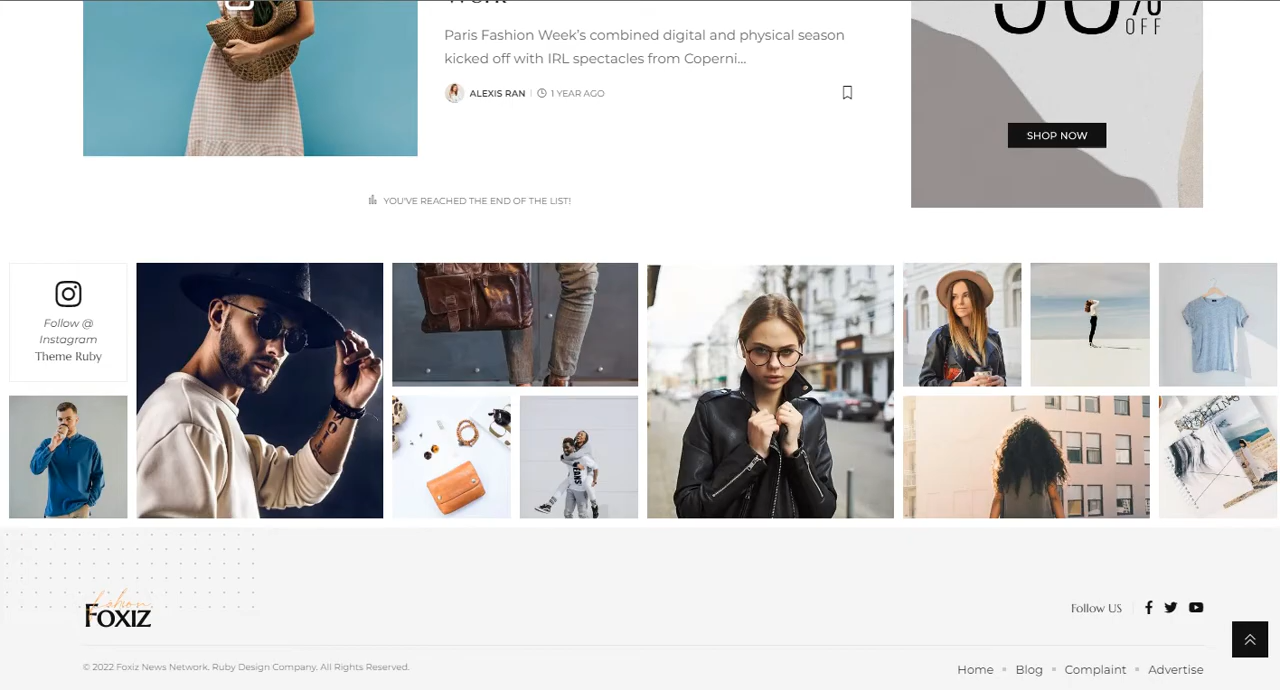 Work
Paris Fashion Week's combined digital and physical season
kicked off with IRL spectacles from Coperni...
ALEXIS RAN
1 YEAR AGO
OFF
SHOP NOW
YOU'VE REACHED THE END OF THE LIST!
Follow @
Instagram
Theme Ruby
fashion
FOXIZ
Follow US
© 2022 Foxiz News Network. Ruby Design Company. All Rights Reserved.
Home
Blog
Complaint
Advertise